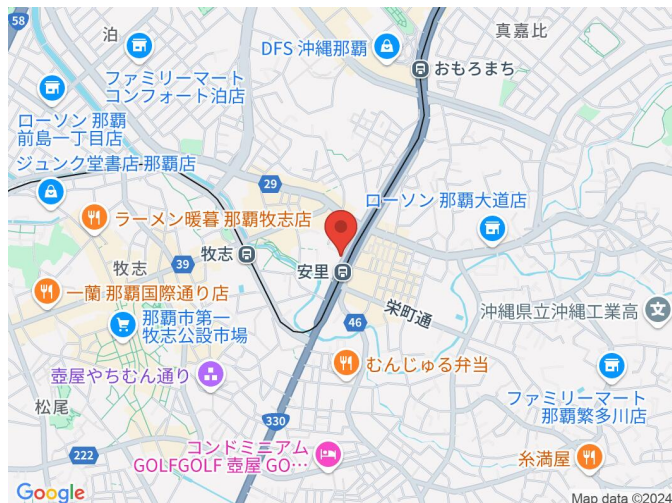 58
泊
DFS 沖縄那覇
真嘉比
おもろまち
ファミリーマート
コンフォート泊店
ローソン 那覇
前島一丁目店
ジュンク堂書店-那覇店
29
ローソン 那覇大道店
ラーメン暖暮 那覇牧志店
牧志
牧志
39
安里
一蘭 那覇国際通り店
那覇市第一
牧志公設市場
46
栄町通
沖縄県立沖縄工業高
むんじゅる弁当
壺屋やちむん通り
ファミリーマート
那覇繁多川店
松尾
330
222
コンドミニアム
GOLFGOLF 壺屋 GO…
糸満屋
Google
Map data ©2024